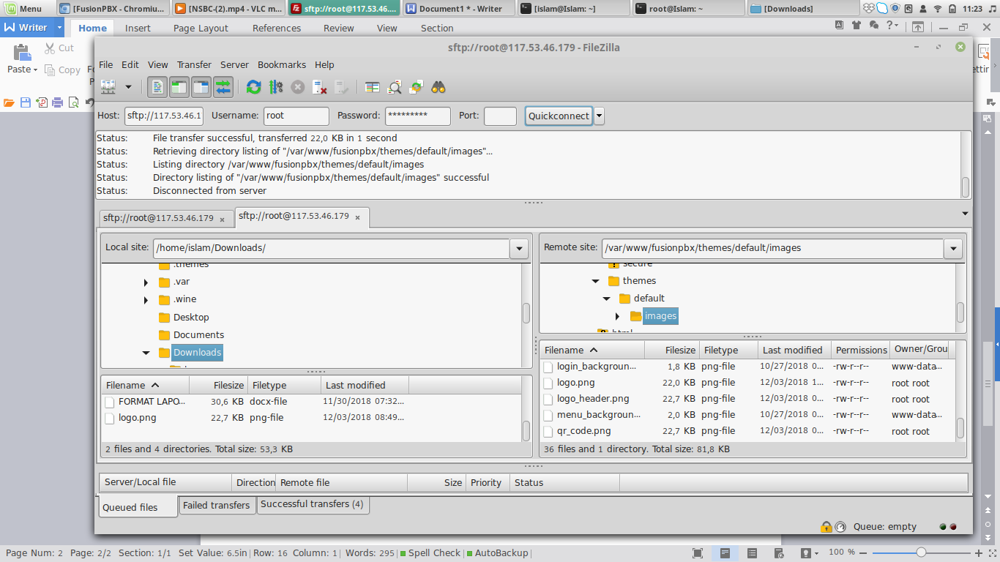 Menu
[FusionPBX - Chromiu...
[NSBC-(2).mp4 - VLC m...
sftp://root@117.53.46....
Document1 * - Writer
[islam@Islam: ~]
root@Islam: ~
[Downloads]
11:23
Writer
Home
Insert
Page Layout
References
Review
View
Section
Paste
Cut
Copy
sftp://root@117.53.46.179 - FileZilla
File Edit View Transfer Server Bookmarks Help
Host: sftp://117.53.46.1 Username: root Password: ********* Port: Quickconnect
Status: File transfer successful, transferred 22,0 KB in 1 second
Status: Retrieving directory listing of "/var/www/fusionpbx/themes/default/images"...
Status: Listing directory /var/www/fusionpbx/themes/default/images
Status: Directory listing of "/var/www/fusionpbx/themes/default/images" successful
Status: Disconnected from server
sftp://root@117.53.46.179 × sftp://root@117.53.46.179 ×
Local site: /home/islam/Downloads/
.themes
.var
.wine
Desktop
Documents
Downloads
Filename Filesize Filetype Last modified
FORMAT LAPO... 30,6 KB docx-file 11/30/2018 07:32...
logo.png 22,7 KB png-file 12/03/2018 08:49...
2 files and 4 directories. Total size: 53,3 KB
Remote site: /var/www/fusionpbx/themes/default/images
secure
themes
default
images
html
Filename Filesize Filetype Last modified Permissions Owner/Grou
login_backgroun... 1,8 KB png-file 10/27/2018 0... -rw-r--r-- www-data...
logo.png 22,0 KB png-file 12/03/2018 1... -rw-r--r-- root root
logo_header.png 22,7 KB png-file 12/03/2018 0... -rw-r--r-- root root
menu_backgroun... 2,0 KB png-file 10/27/2018 0... -rw-r--r-- www-data...
qr_code.png 22,7 KB png-file 12/03/2018 0... -rw-r--r-- root root
36 files and 1 directory. Total size: 81,8 KB
Server/Local file Direction Remote file Size Priority Status
Queued files Failed transfers Successful transfers (4)
Queue: empty
Page Num: 2 Page: 2/2 Section: 1/1 Set Value: 6.5in Row: 16 Column: 1 Words: 295 Spell Check AutoBackup 100 %